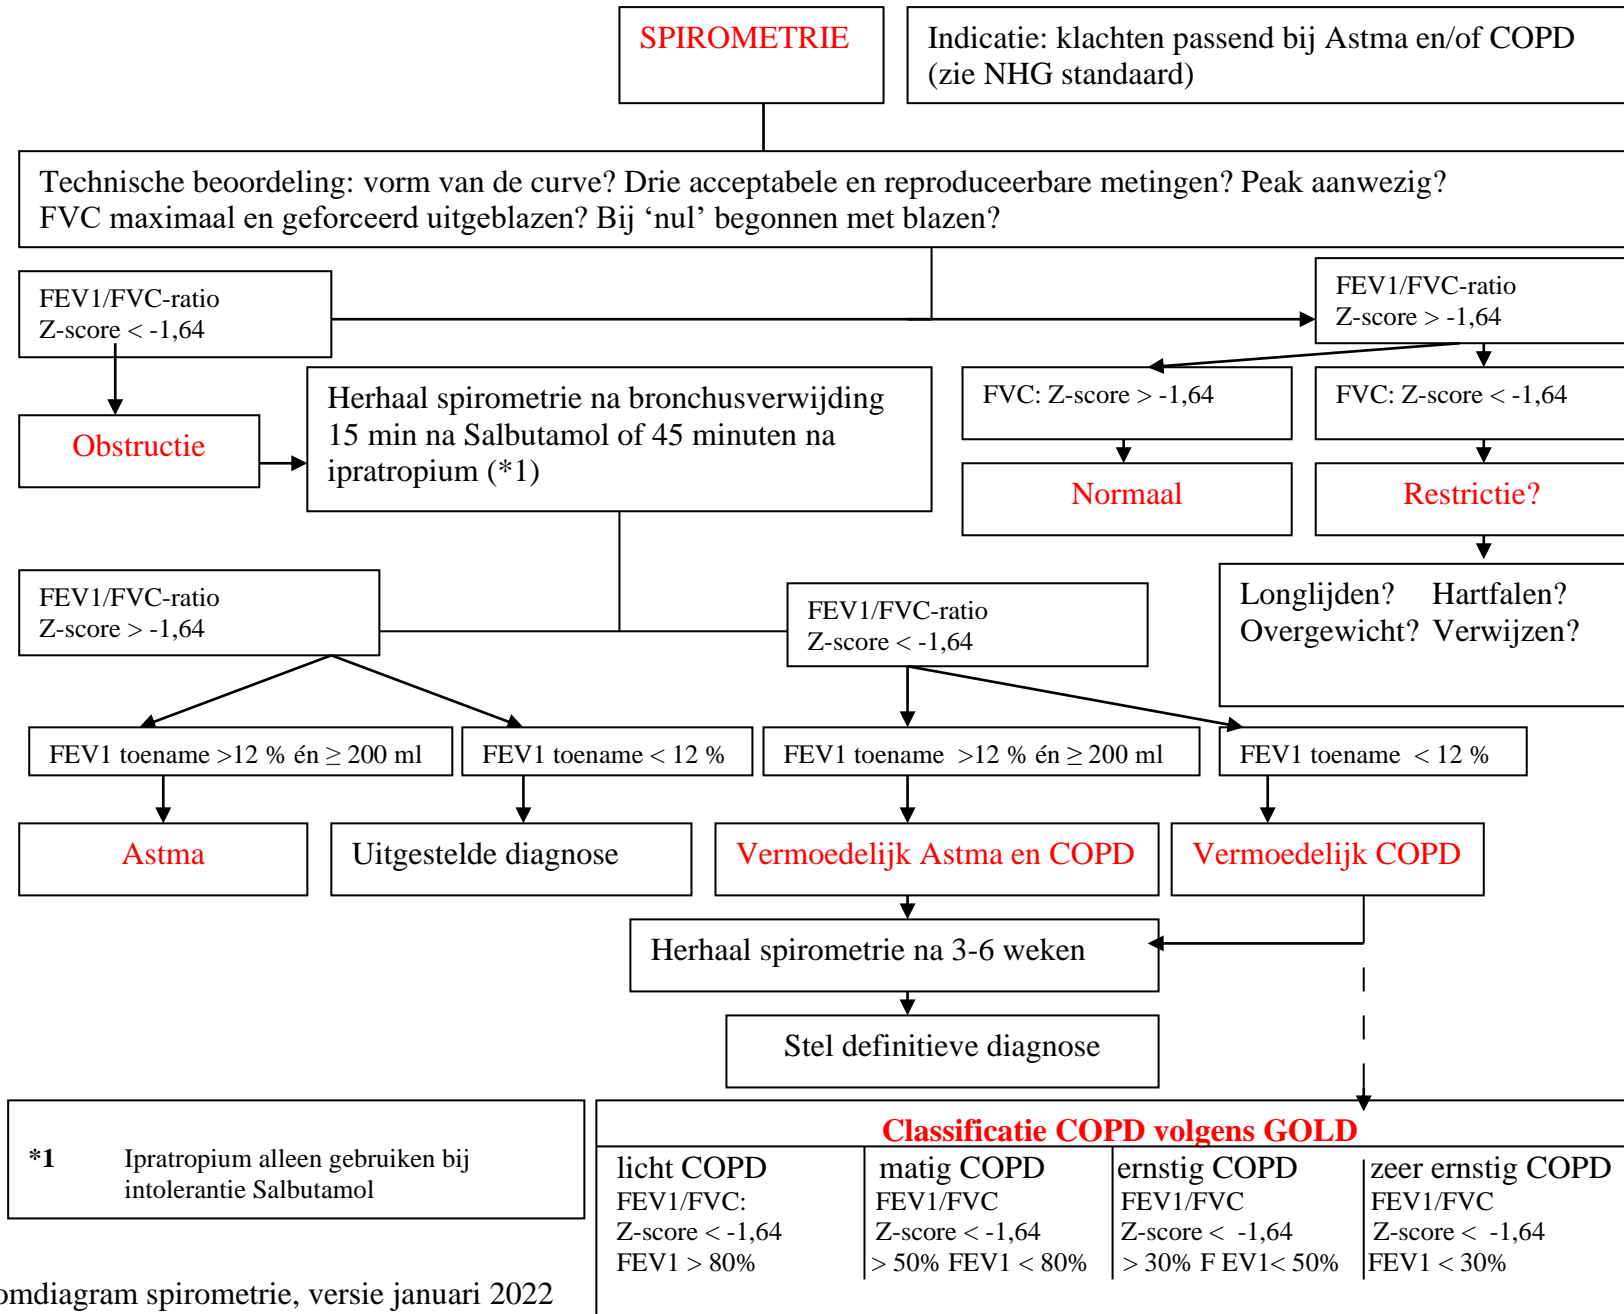 SPIROMETRIE
Indicatie: klachten passend bij Astma en/of COPD
(zie NHG standaard)
Technische beoordeling: vorm van de curve? Drie acceptabele en reproduceerbare metingen? Peak aanwezig?
FVC maximaal en geforceerd uitgeblazen? Bij ‘nul’ begonnen met blazen?
FEV1/FVC-ratio
Z-score < -1,64
FEV1/FVC-ratio
Z-score > -1,64
Obstructie
Herhaal spirometrie na bronchusverwijding
15 min na Salbutamol of 45 minuten na
ipratropium (*1)
FVC: Z-score > -1,64
FVC: Z-score < -1,64
Normaal
Restrictie?
Longlijden? Hartfalen?
Overgewicht? Verwijzen?
FEV1/FVC-ratio
Z-score > -1,64
FEV1/FVC-ratio
Z-score < -1,64
FEV1 toename >12 % én ≥ 200 ml
FEV1 toename < 12 %
FEV1 toename >12 % én ≥ 200 ml
FEV1 toename < 12 %
Astma
Uitgestelde diagnose
Vermoedelijk Astma en COPD
Vermoedelijk COPD
Herhaal spirometrie na 3-6 weken
Stel definitieve diagnose
*1 Ipratropium alleen gebruiken bij
intolerantie Salbutamol
Classificatie COPD volgens GOLD
licht COPD
FEV1/FVC:
Z-score < -1,64
FEV1 > 80%
matig COPD
FEV1/FVC
Z-score < -1,64
> 50% FEV1 < 80%
ernstig COPD
FEV1/FVC
Z-score < -1,64
> 30% F EV1< 50%
zeer ernstig COPD
FEV1/FVC
Z-score < -1,64
FEV1 < 30%
omdiagram spirometrie, versie januari 2022